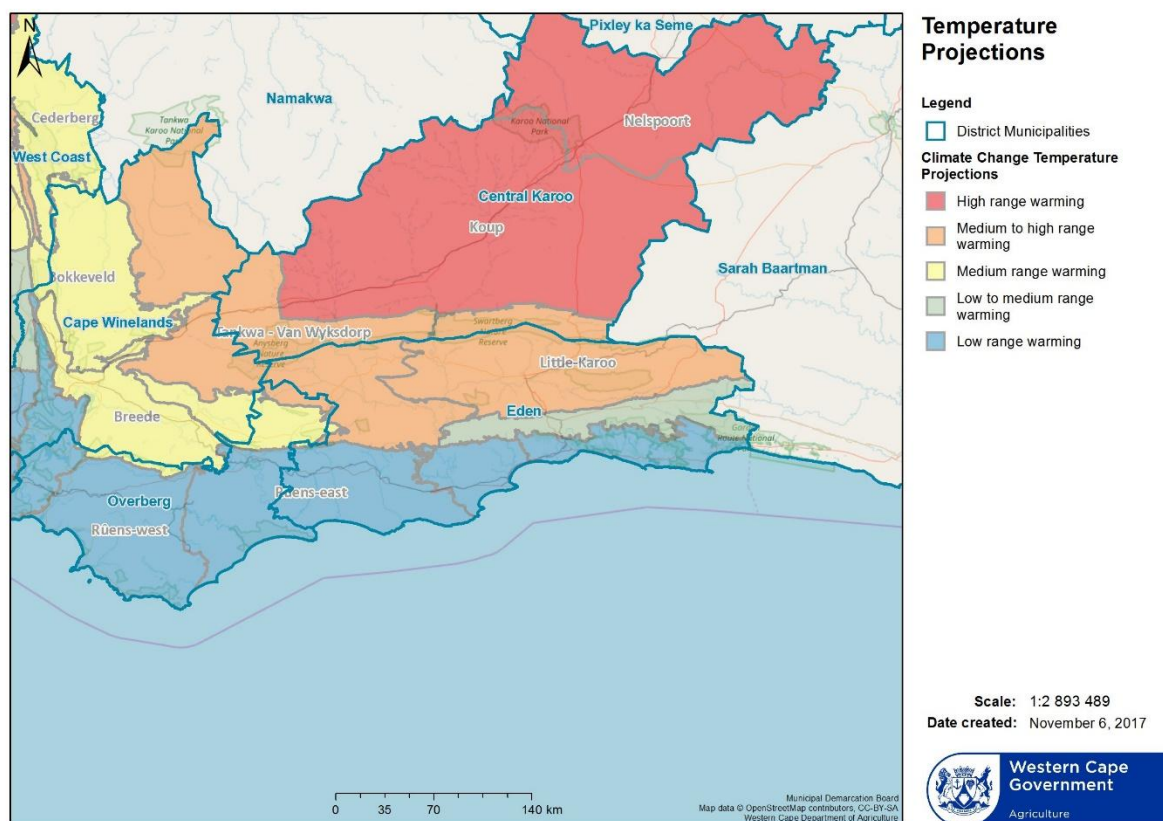 N
Pixley ka Seme
Namakwa
Cederberg
Tankwa
Karoo National
Park
West Coast
Karoo National
Park
Nelspoort
Central Karoo
Koup
Sarah Baartman
Bokkeveld
Cape Winelands
Tankwa - Van Wyksdorp
Anysberg
Nature
Reserve
Swartberg
Nature
Reserve
Little-Karoo
Breede
Eden
Garden
Route National
Overberg
Rûens-east
Rûens-west
0 35 70 140 km
Municipal Demarcation Board
Map data © OpenStreetMap contributors, CC-BY-SA
Western Cape Department of Agriculture
Temperature
Projections
Legend
District Municipalities
Climate Change Temperature
Projections
High range warming
Medium to high range
warming
Medium range warming
Low to medium range
warming
Low range warming
Scale: 1:2 893 489
Date created: November 6, 2017
Western Cape
Government
Agriculture